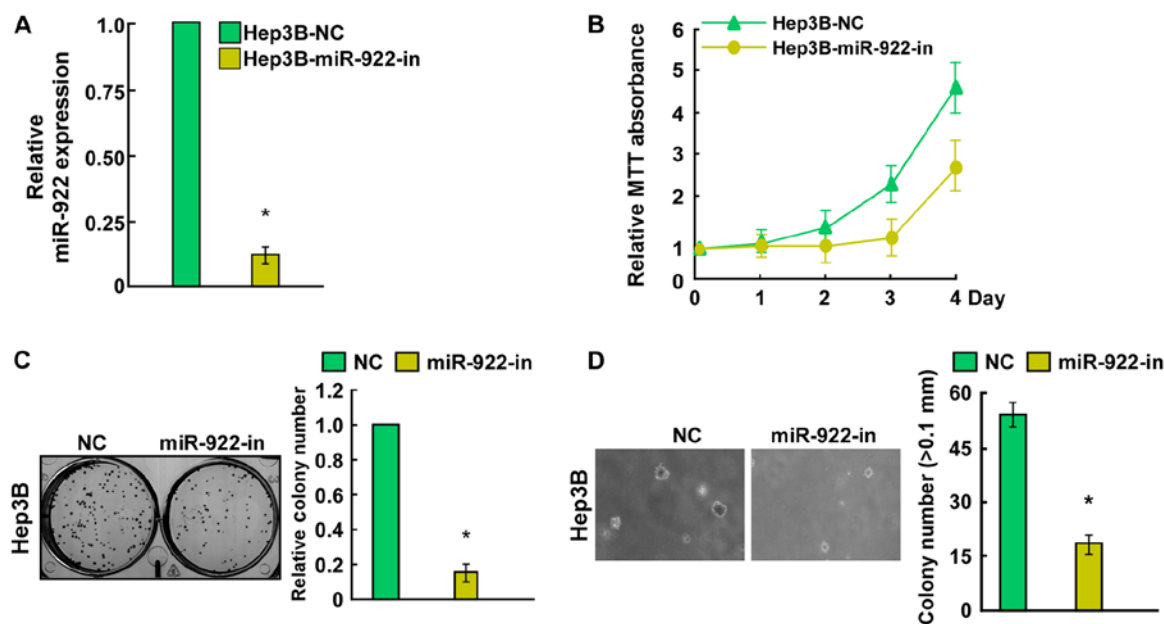 A
Relative
miR-922 expression
1.0
0.75
0.50
0.25
0
*
Hep3B-NC
Hep3B-miR-922-in
B
Relative MTT absorbance
Hep3B-NC
Hep3B-miR-922-in
6
5
4
3
2
1
0
0 1 2 3 4 Day
C
NC miR-922-in
Hep3B
NC miR-922-in
Relative colony number
1.2
1.0
0.8
0.6
0.4
0.2
0
*
D
NC miR-922-in
Hep3B
NC miR-922-in
Colony number (>0.1 mm)
60
45
30
15
0
*